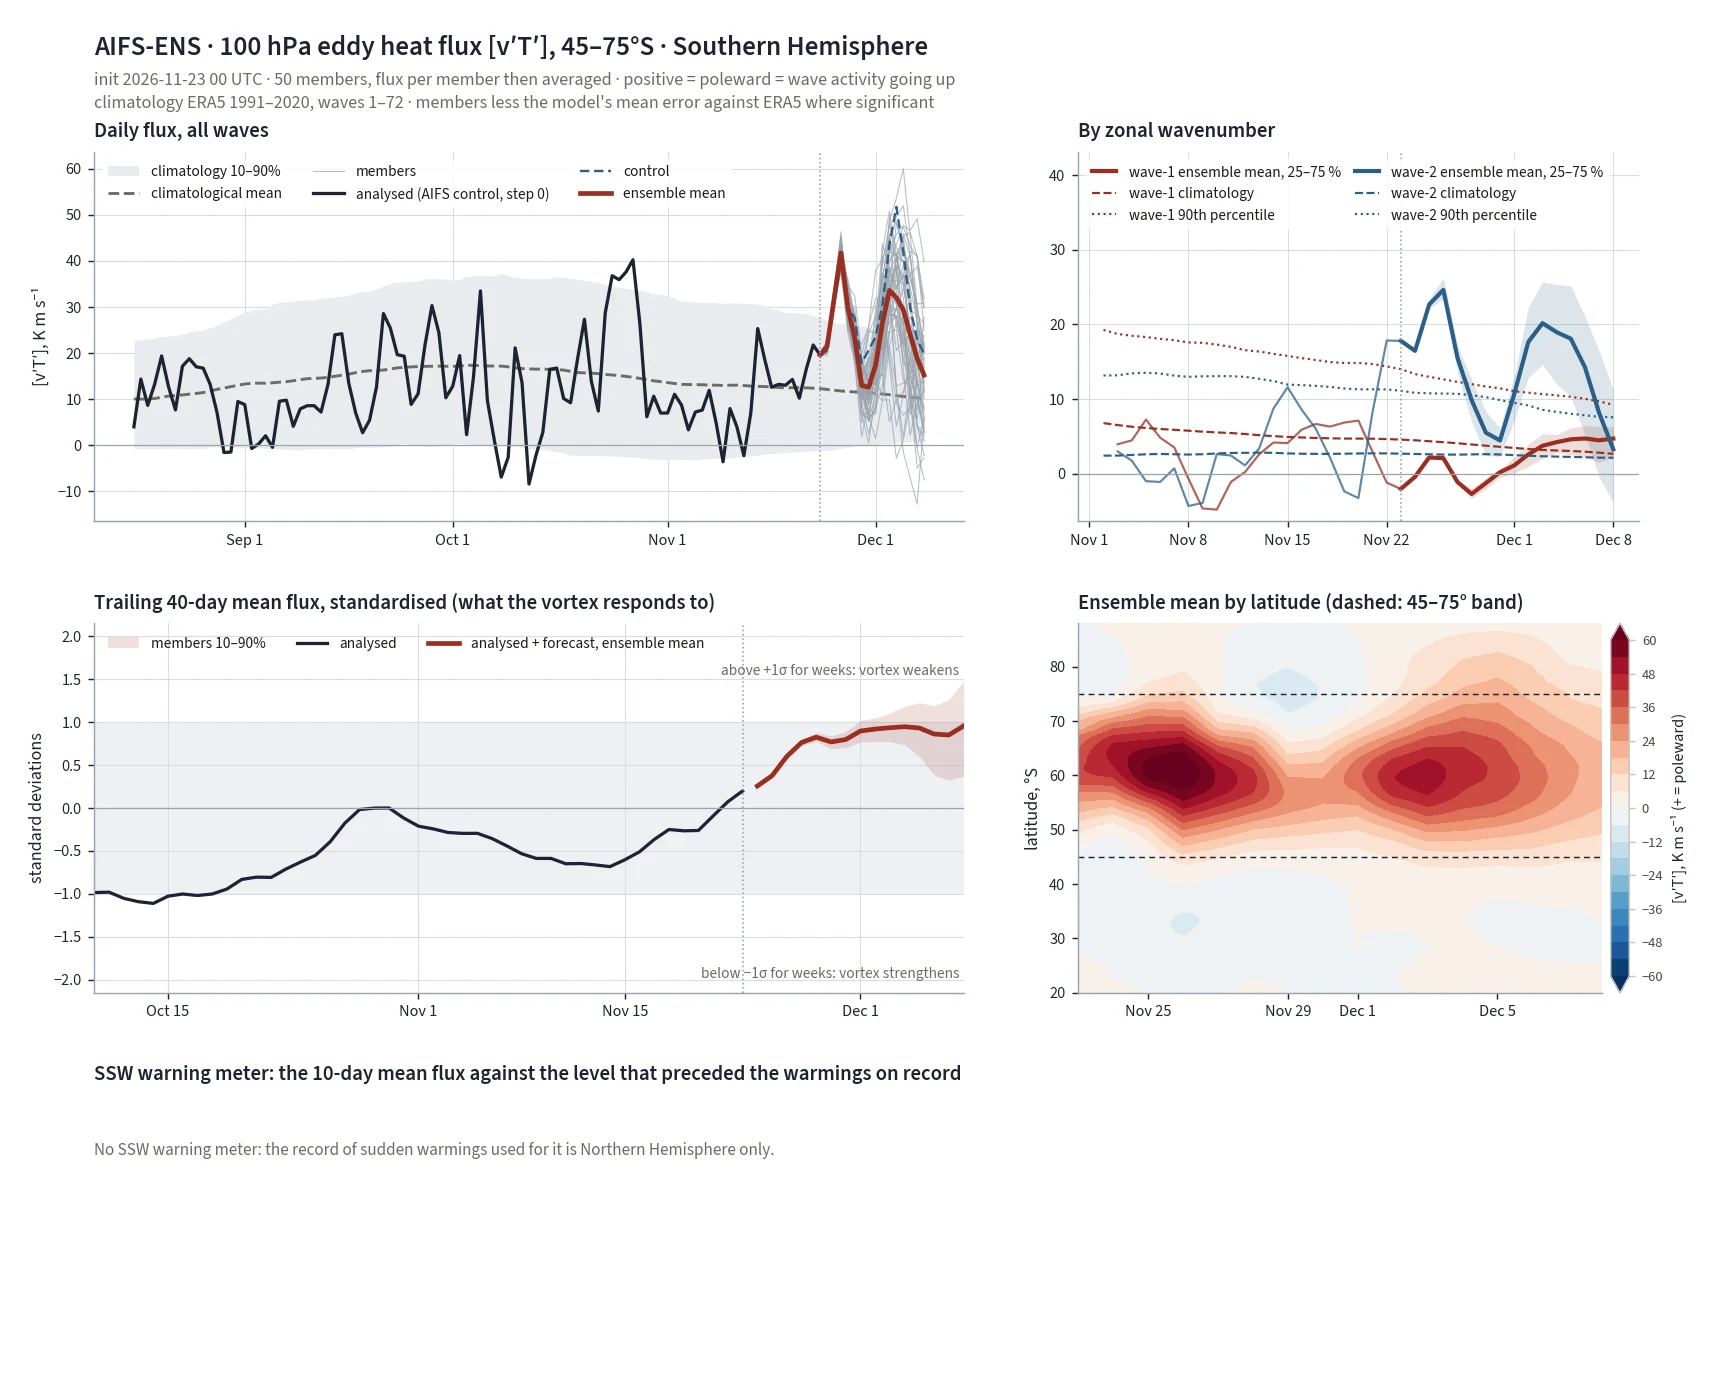 AIFS-ENS · 100 hPa eddy heat flux [v′T′], 45–75°S · Southern Hemisphere
init 2026-11-23 00 UTC · 50 members, flux per member then averaged · positive = poleward = wave activity going up
climatology ERA5 1991–2020, waves 1–72 · members less the model's mean error against ERA5 where significant
Daily flux, all waves
climatology 10–90%
members
control
climatological mean
analysed (AIFS control, step 0)
ensemble mean
60
50
40
30
20
10
0
−10
[v′T′], K m s⁻¹
Sep 1
Oct 1
Nov 1
Dec 1
By zonal wavenumber
wave-1 ensemble mean, 25–75 %
wave-2 ensemble mean, 25–75 %
wave-1 climatology
wave-2 climatology
wave-1 90th percentile
wave-2 90th percentile
40
30
20
10
0
Nov 1
Nov 8
Nov 15
Nov 22
Dec 1
Dec 8
Trailing 40-day mean flux, standardised (what the vortex responds to)
members 10–90%
analysed
analysed + forecast, ensemble mean
above +1σ for weeks: vortex weakens
below −1σ for weeks: vortex strengthens
2.0
1.5
1.0
0.5
0.0
−0.5
−1.0
−1.5
−2.0
standard deviations
Oct 15
Nov 1
Nov 15
Dec 1
Ensemble mean by latitude (dashed: 45–75° band)
80
70
60
50
40
30
20
latitude, °S
Nov 25
Nov 29
Dec 1
Dec 5
60
48
36
24
12
0
−12
−24
−36
−48
−60
[v′T′], K m s⁻¹ (+ = poleward)
SSW warning meter: the 10-day mean flux against the level that preceded the warmings on record
No SSW warning meter: the record of sudden warmings used for it is Northern Hemisphere only.